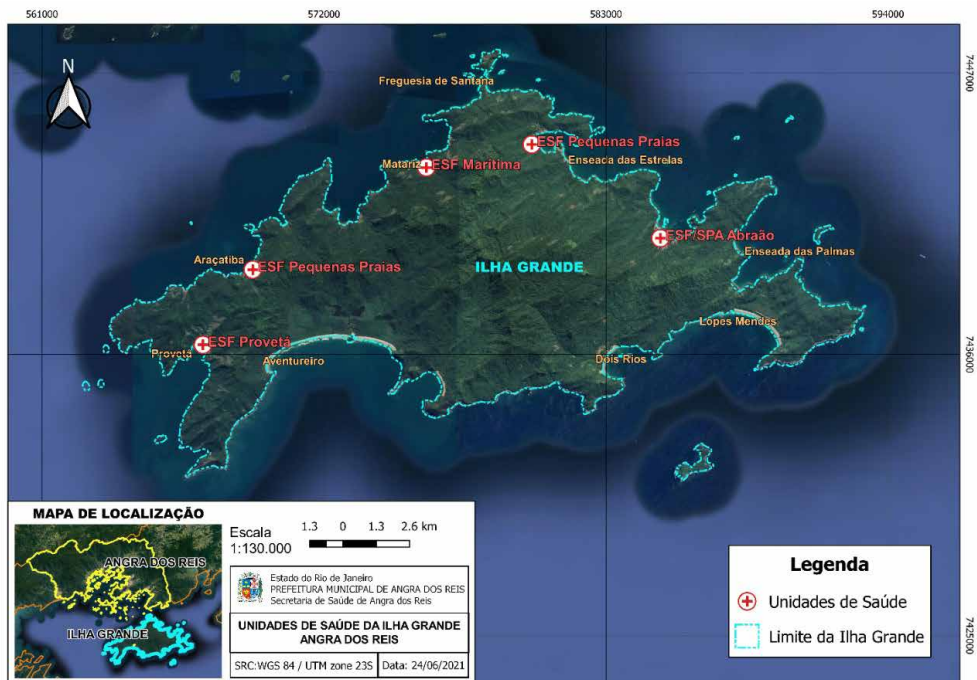 561000
572000
583000
594000
7447000
N
Freguesia de Santana
ESF Pequenas Praias
Matariz
ESF Marítima
Enseada das Estrelas
ESF/SPA Abraão
Enseada das Palmas
Araçatiba
ESF Pequenas Praias
ILHA GRANDE
Lopes Mendes
ESF Provetá
Provetá
Aventureiro
Dois Rios
7436000
MAPA DE LOCALIZAÇÃO
ANGRA DOS REIS
ILHA GRANDE
Escala
1:130.000
1.3 0 1.3 2.6 km
Estado do Rio de Janeiro
PREFEITURA MUNICIPAL DE ANGRA DOS REIS
Secretaria de Saúde de Angra dos Reis
UNIDADES DE SAÚDE DA ILHA GRANDE
ANGRA DOS REIS
SRC:WGS 84 / UTM zone 23S
Data: 24/06/2021
Legenda
Unidades de Saúde
Limite da Ilha Grande
7425000